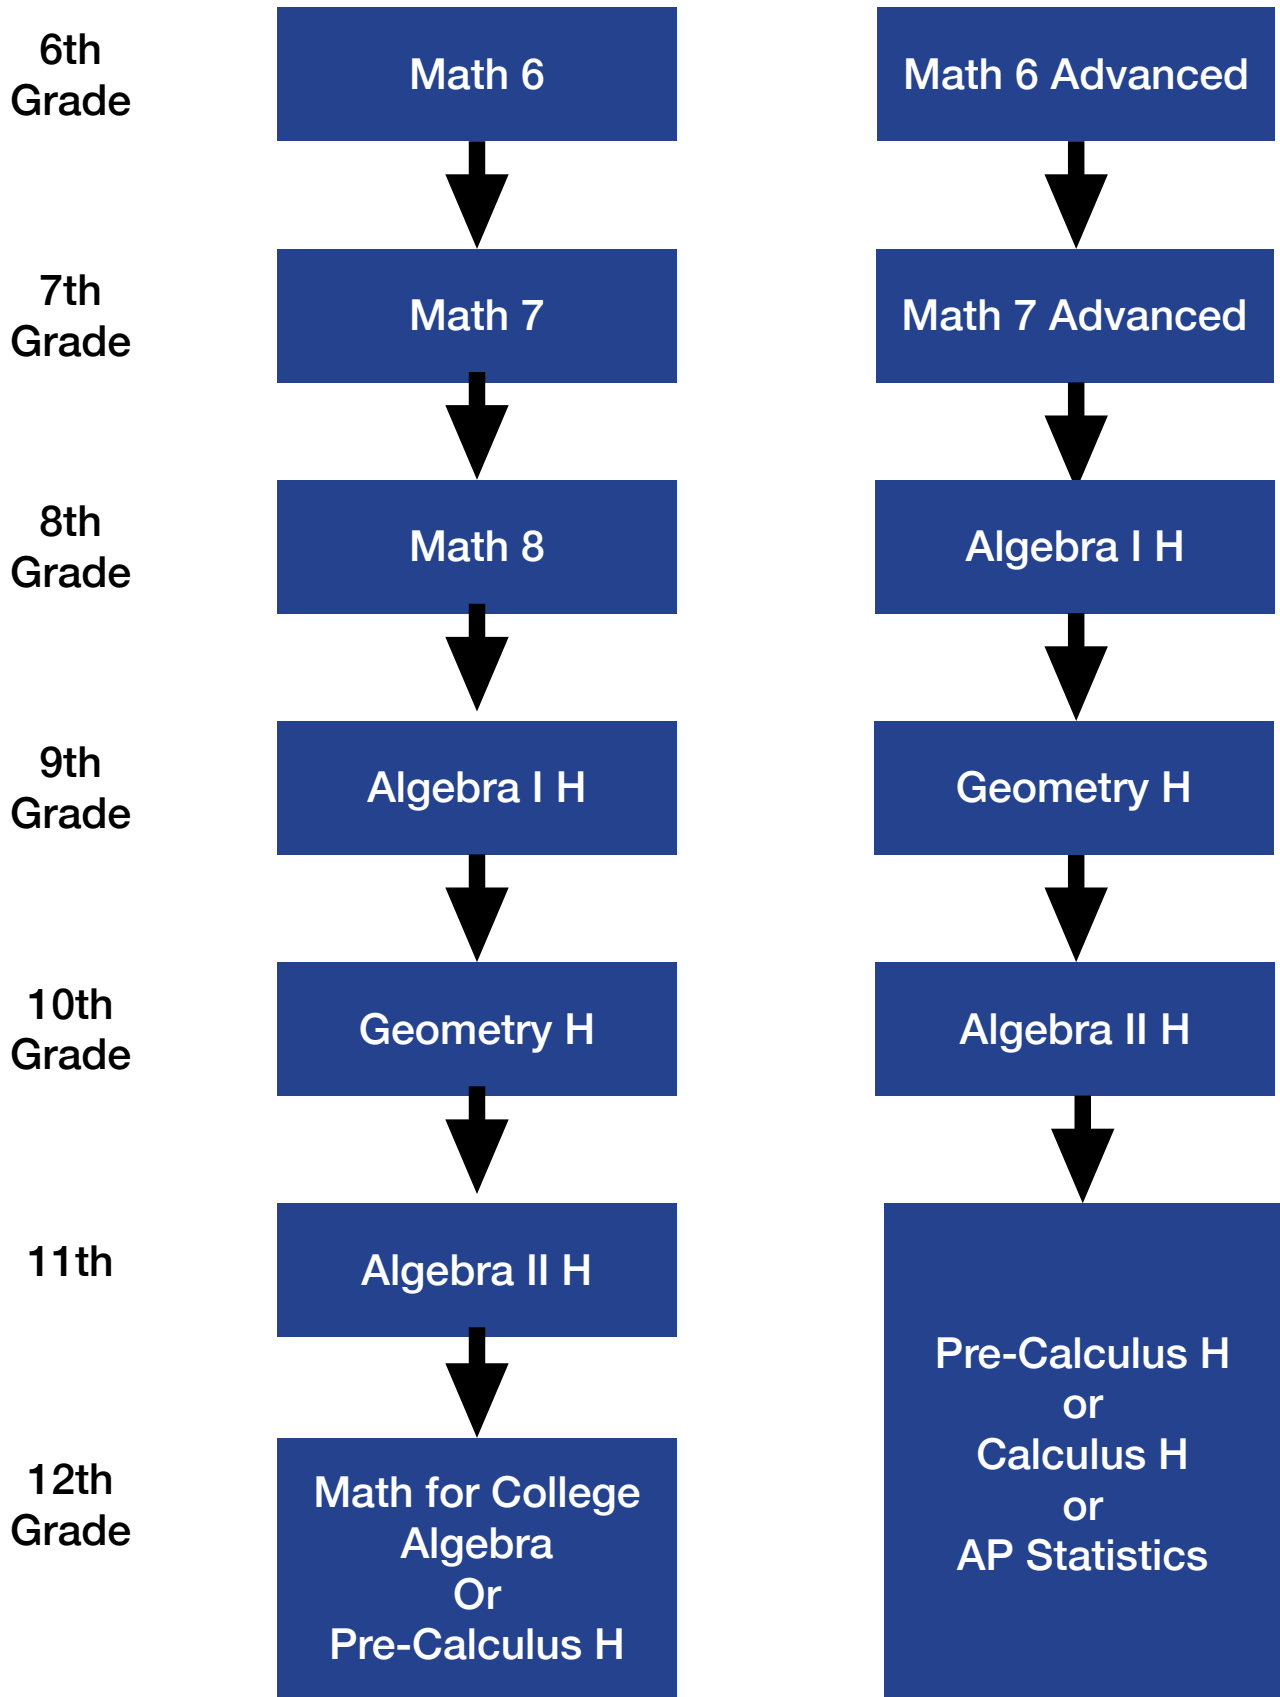 6th
Grade
Math 6
Math 6 Advanced
7th
Grade
Math 7
Math 7 Advanced
8th
Grade
Math 8
Algebra I H
9th
Grade
Algebra I H
Geometry H
10th
Grade
Geometry H
Algebra II H
11th
Algebra II H
Pre-Calculus H
or
Calculus H
or
AP Statistics
12th
Grade
Math for College
Algebra
Or
Pre-Calculus H